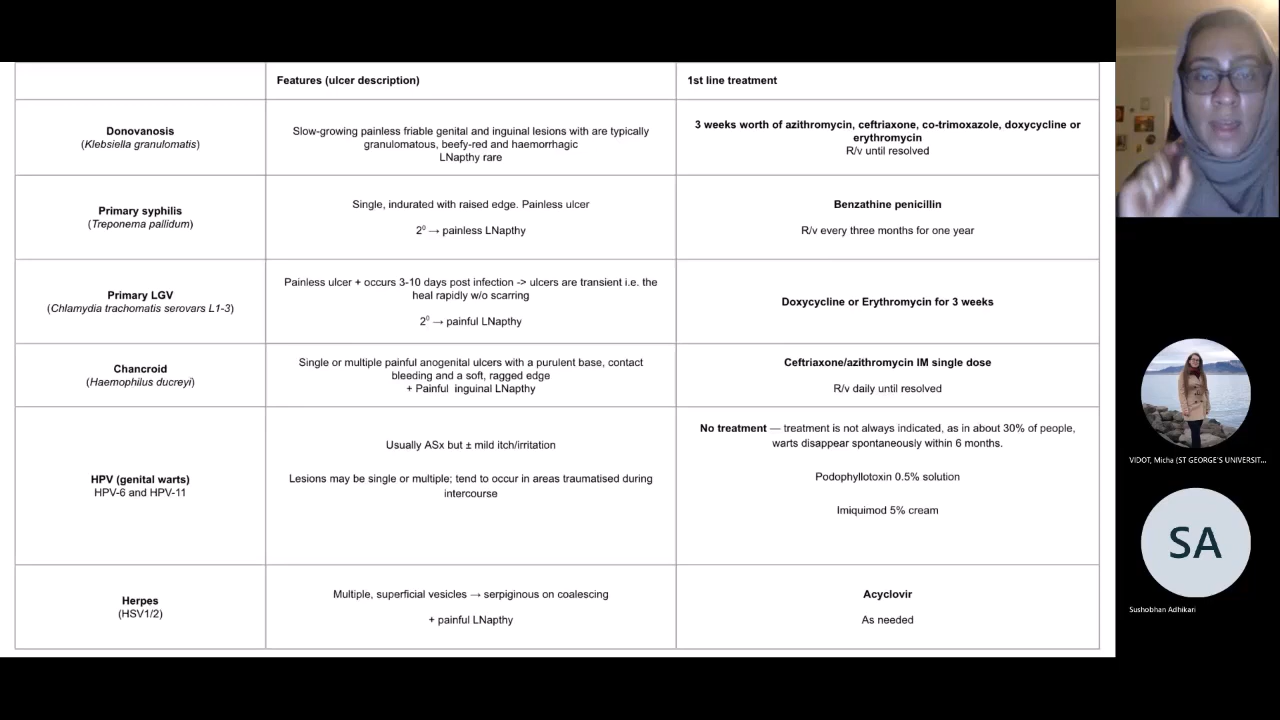 Features (ulcer description)
1st line treatment
Donovanosis
(Klebsiella granulomatis)
Slow-growing painless friable genital and inguinal lesions with are typically
granulomatous, beefy-red and haemorrhagic
LNapthy rare
3 weeks worth of azithromycin, ceftriaxone, co-trimoxazole, doxycycline or
erythromycin
R/v until resolved
Primary syphilis
(Treponema pallidum)
Single, indurated with raised edge. Painless ulcer
2⁰ → painless LNapthy
Benzathine penicillin
R/v every three months for one year
Primary LGV
(Chlamydia trachomatis serovars L1-3)
Painless ulcer + occurs 3-10 days post infection -> ulcers are transient i.e. the
heal rapidly w/o scarring
2⁰ → painful LNapthy
Doxycycline or Erythromycin for 3 weeks
Chancroid
(Haemophilus ducreyi)
Single or multiple painful anogenital ulcers with a purulent base, contact
bleeding and a soft, ragged edge
+ Painful inguinal LNapthy
Ceftriaxone/azithromycin IM single dose
R/v daily until resolved
HPV (genital warts)
HPV-6 and HPV-11
Usually ASx but ± mild itch/irritation
Lesions may be single or multiple; tend to occur in areas traumatised during
intercourse
No treatment — treatment is not always indicated, as in about 30% of people,
warts disappear spontaneously within 6 months.
Podophyllotoxin 0.5% solution
Imiquimod 5% cream
Herpes
(HSV1/2)
Multiple, superficial vesicles → serpiginous on coalescing
+ painful LNapthy
Acyclovir
As needed
VIDOT, Micha (ST GEORGE'S UNIVERSIT...
SA
Sushobhan Adhikari